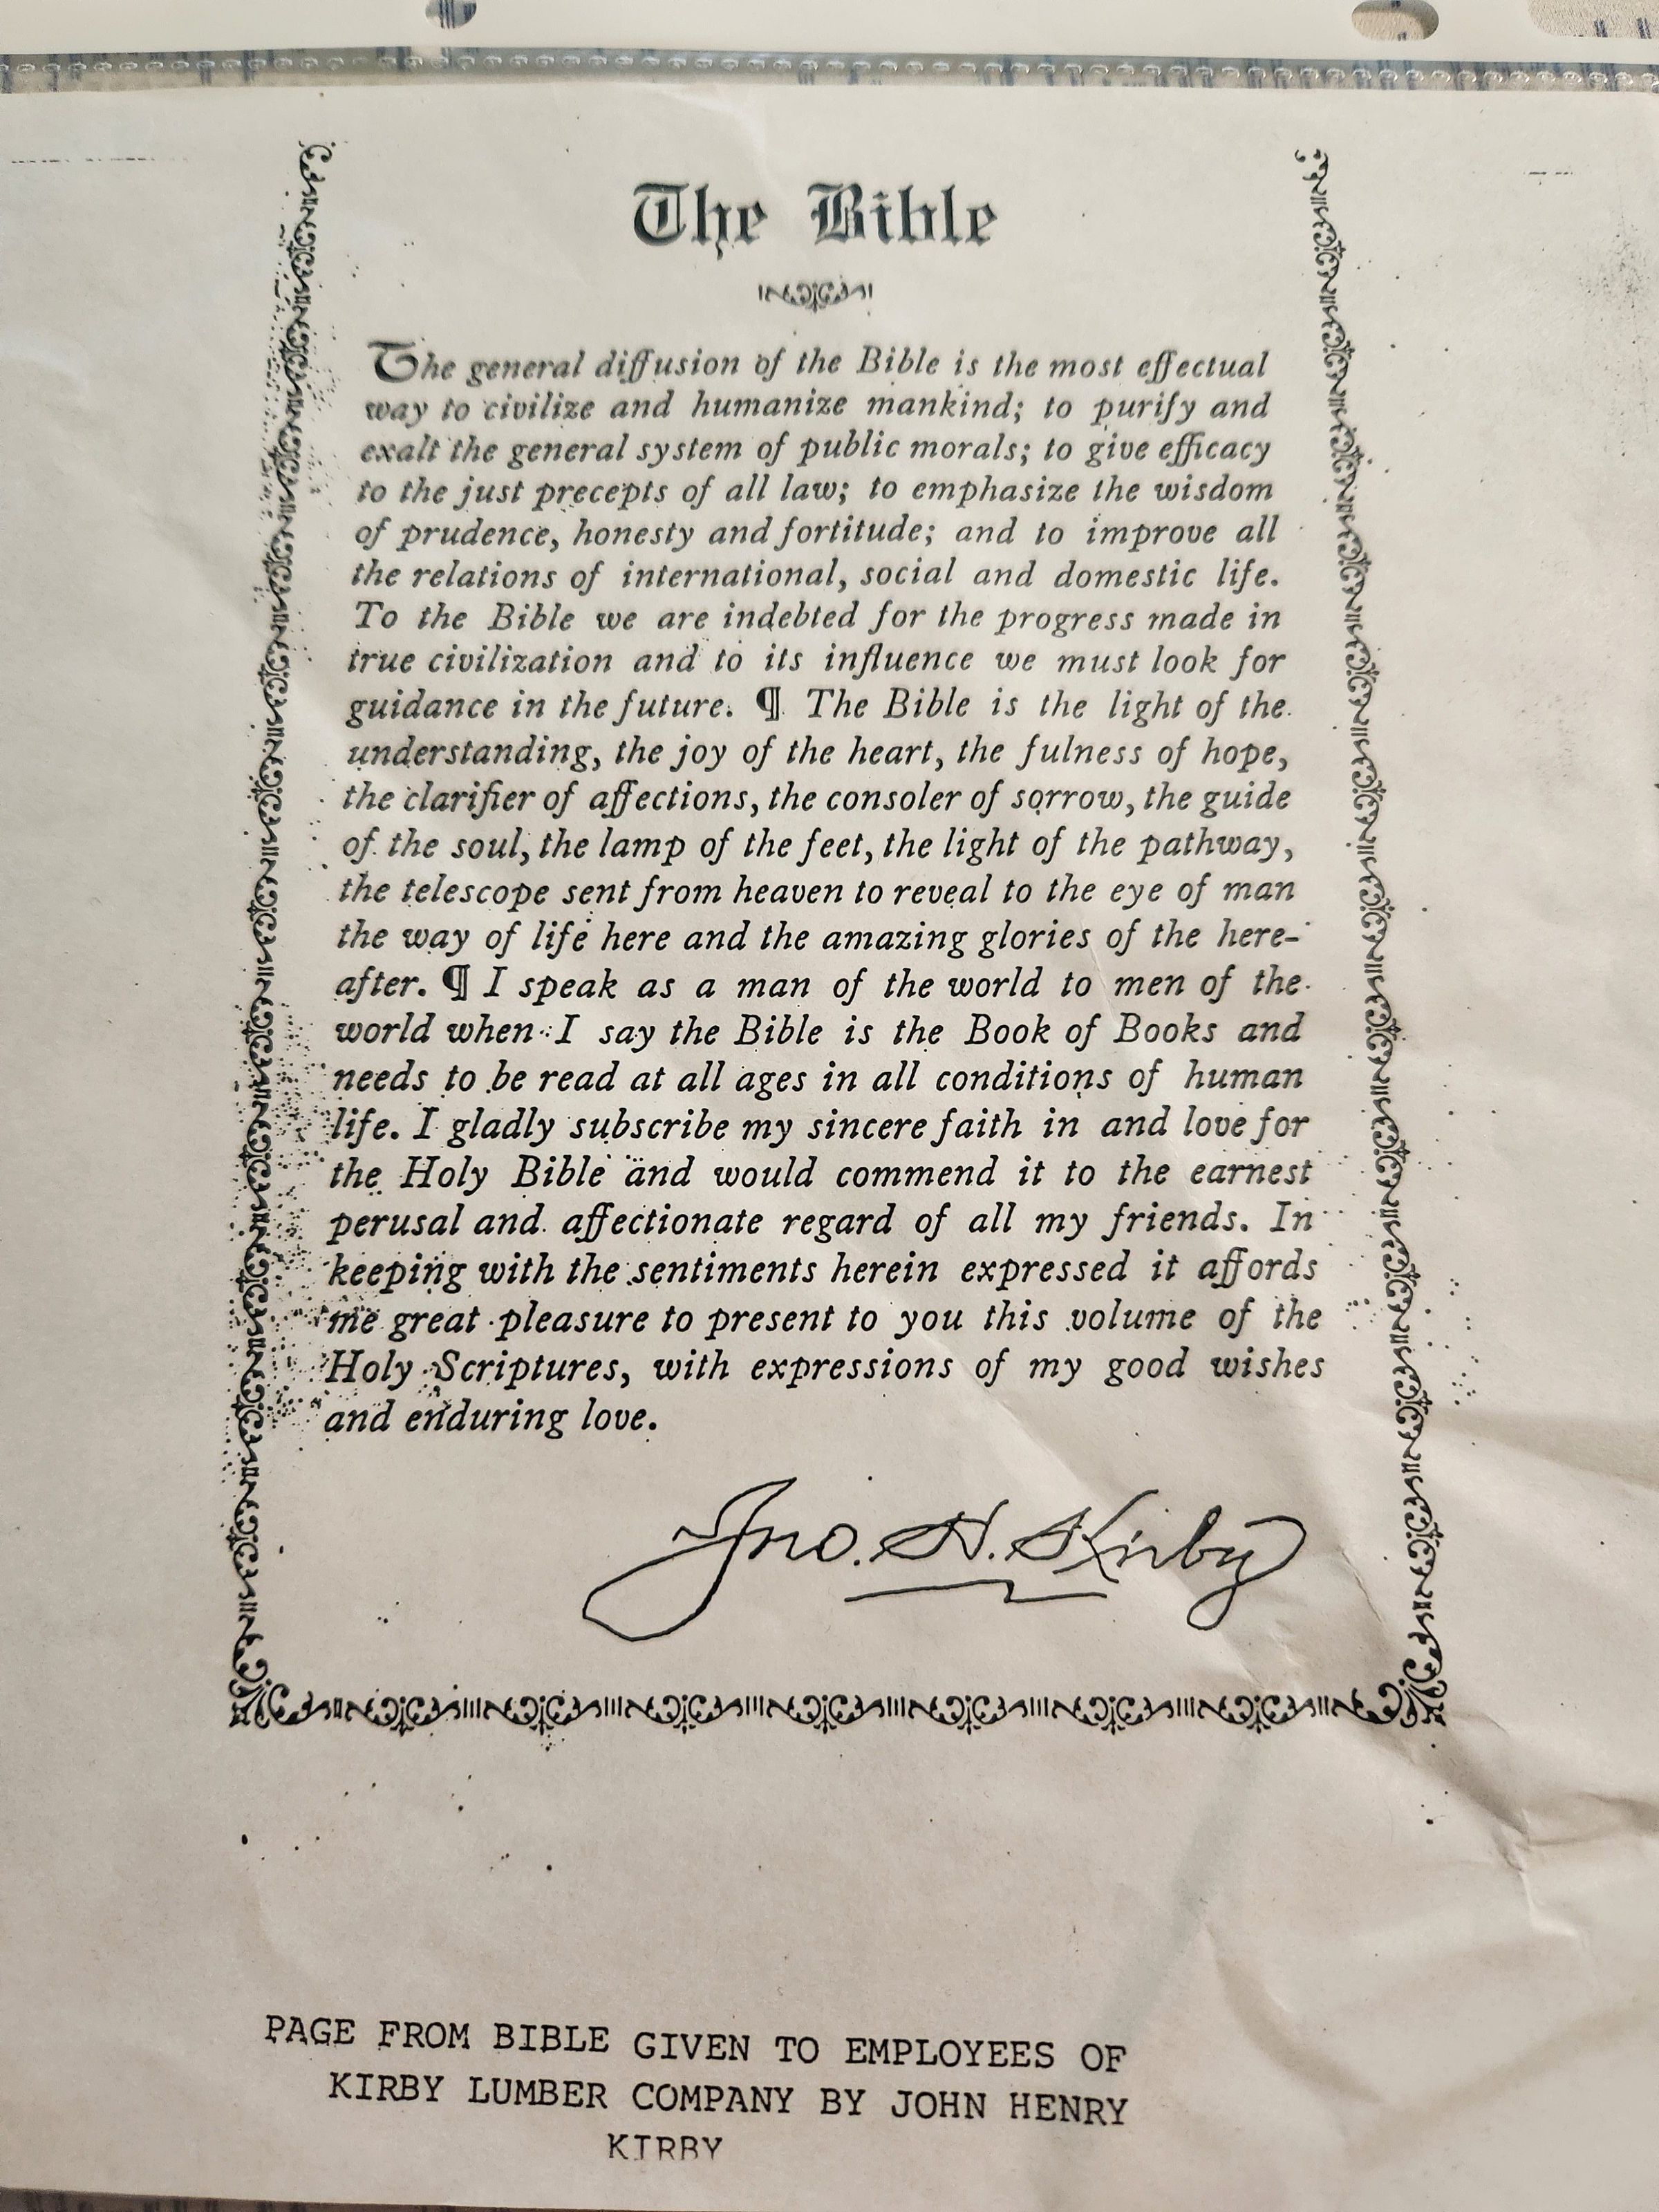 The Bible
The general diffusion of the Bible is the most effectual
way to civilize and humanize mankind; to purify and
exalt the general system of public morals; to give efficacy
to the just precepts of all law; to emphasize the wisdom
of prudence, honesty and fortitude; and to improve all
the relations of international, social and domestic life.
To the Bible we are indebted for the progress made in
true civilization and to its influence we must look for
guidance in the future. ¶ The Bible is the light of the
understanding, the joy of the heart, the fulness of hope,
the clarifier of affections, the consoler of sorrow, the guide
of the soul, the lamp of the feet, the light of the pathway,
the telescope sent from heaven to reveal to the eye of man
the way of life here and the amazing glories of the here-
after. ¶ I speak as a man of the world to men of the
world when I say the Bible is the Book of Books and
needs to be read at all ages in all conditions of human
life. I gladly subscribe my sincere faith in and love for
the Holy Bible and would commend it to the earnest
perusal and affectionate regard of all my friends. In
keeping with the sentiments herein expressed it affords
me great pleasure to present to you this volume of the
Holy Scriptures, with expressions of my good wishes
and enduring love.
Jno. H. Kirby
PAGE FROM BIBLE GIVEN TO EMPLOYEES OF
KIRBY LUMBER COMPANY BY JOHN HENRY
KIRBY